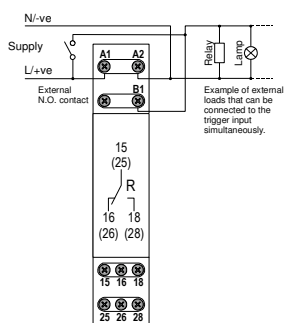 N/-ve
Supply
L/+ve
External
N.O. contact
A1 A2
B1
Relay
Lamp
Example of external
loads that can be
connected to the
trigger input
simultaneously.
15
(25)
R
16 18
(26) (28)
15 16 18
25 26 28